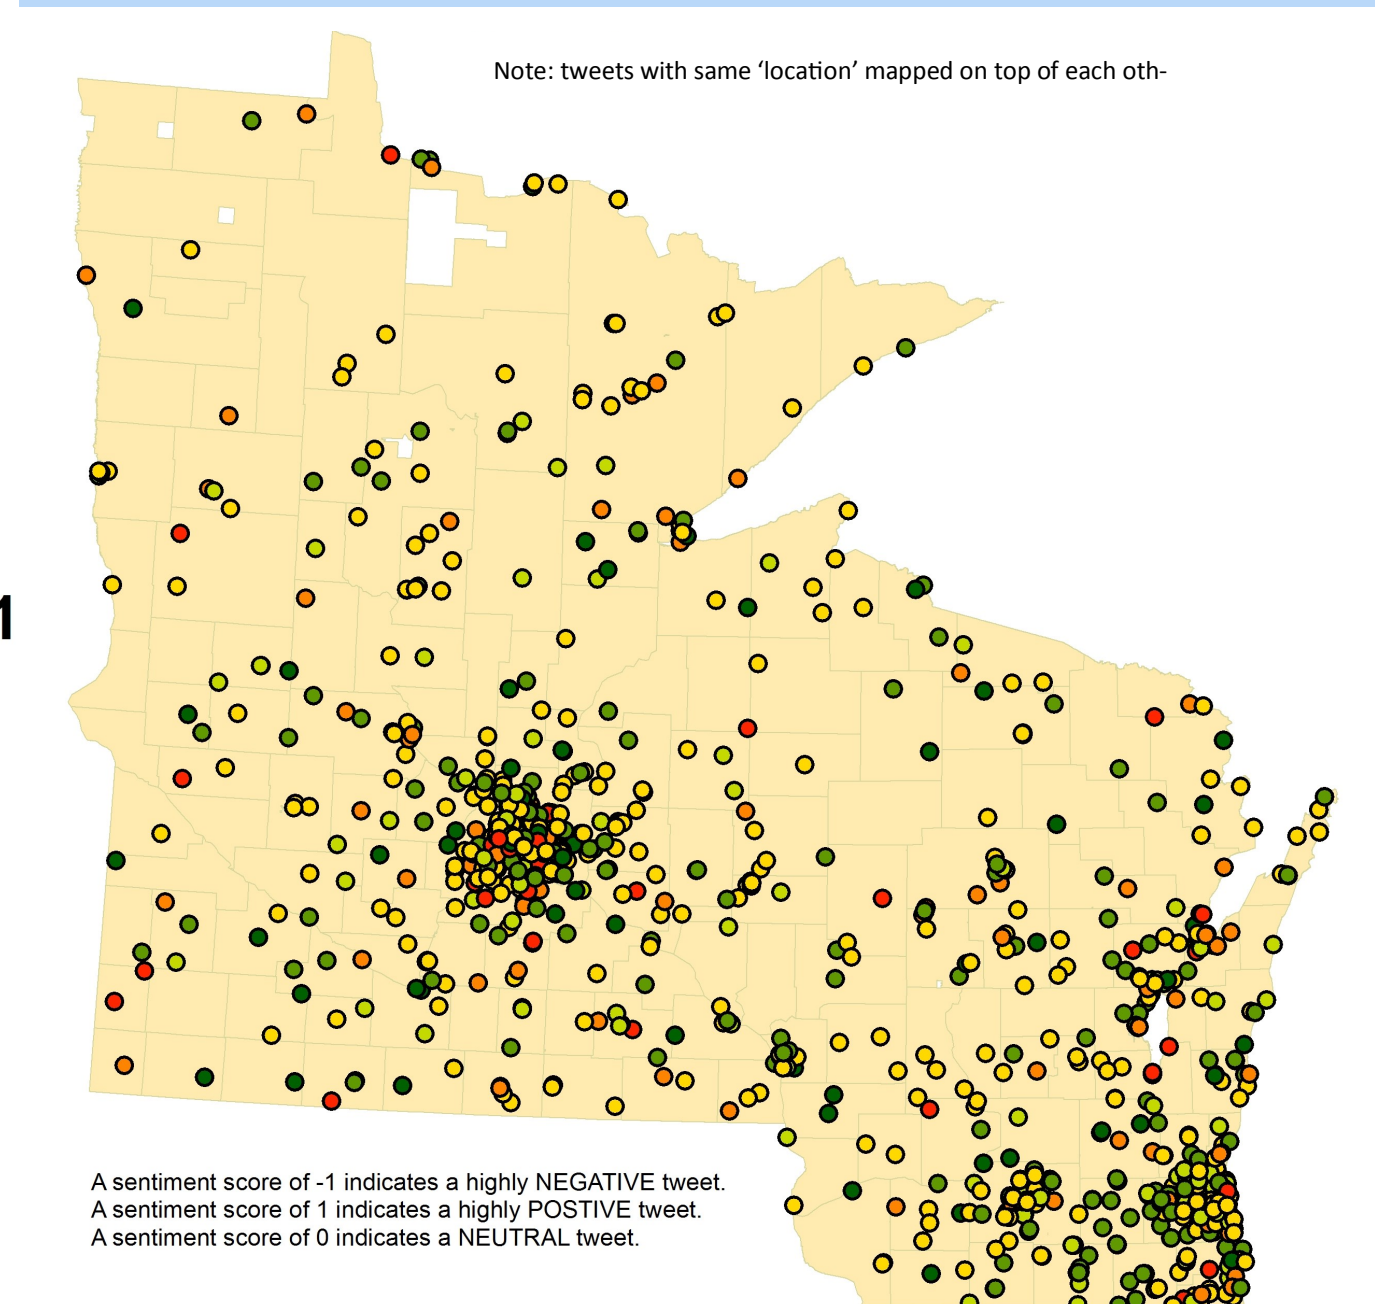 Note: tweets with same ‘location’ mapped on top of each oth-
1
A sentiment score of -1 indicates a highly NEGATIVE tweet.
A sentiment score of 1 indicates a highly POSTIVE tweet.
A sentiment score of 0 indicates a NEUTRAL tweet.